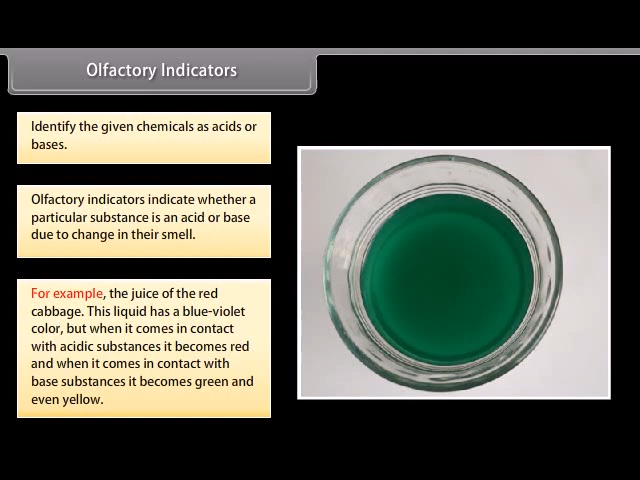 Olfactory Indicators
Identify the given chemicals as acids or
bases.
Olfactory indicators indicate whether a
particular substance is an acid or base
due to change in their smell.
For example, the juice of the red
cabbage. This liquid has a blue-violet
color, but when it comes in contact
with acidic substances it becomes red
and when it comes in contact with
base substances it becomes green and
even yellow.